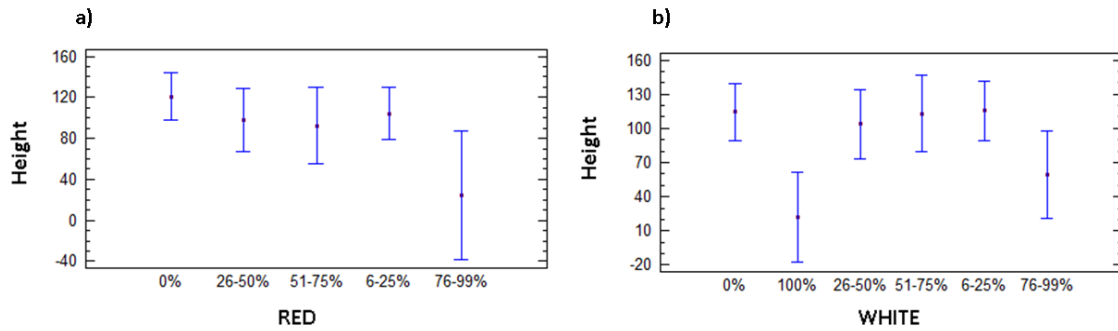 a)
Height
160
120
80
40
0
-40
0% 26-50% 51-75% 6-25% 76-99%
RED
b)
Height
160
130
100
70
40
10
-20
0% 100% 26-50% 51-75% 6-25% 76-99%
WHITE